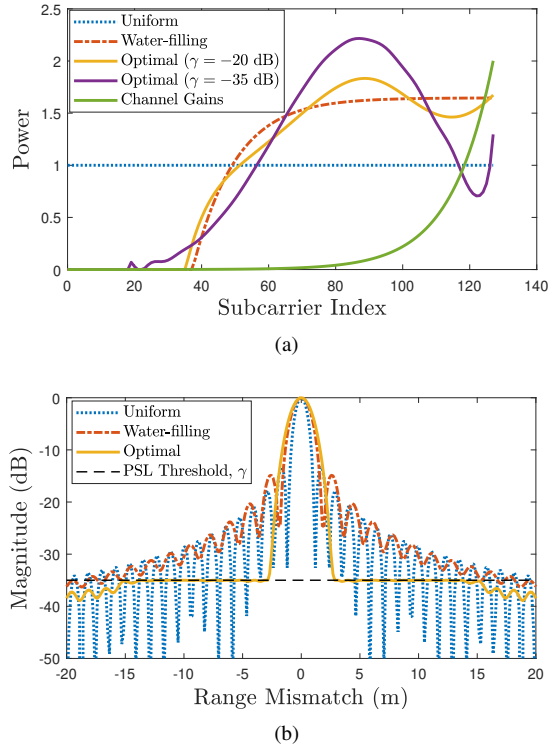 2.5
2
1.5
1
0.5
0
Power
Uniform
Water-filling
Optimal (γ = −20 dB)
Optimal (γ = −35 dB)
Channel Gains
0 20 40 60 80 100 120 140
Subcarrier Index
(a)
0
-10
-20
-30
-40
-50
Magnitude (dB)
Uniform
Water-filling
Optimal
PSL Threshold, γ
-20 -15 -10 -5 0 5 10 15 20
Range Mismatch (m)
(b)